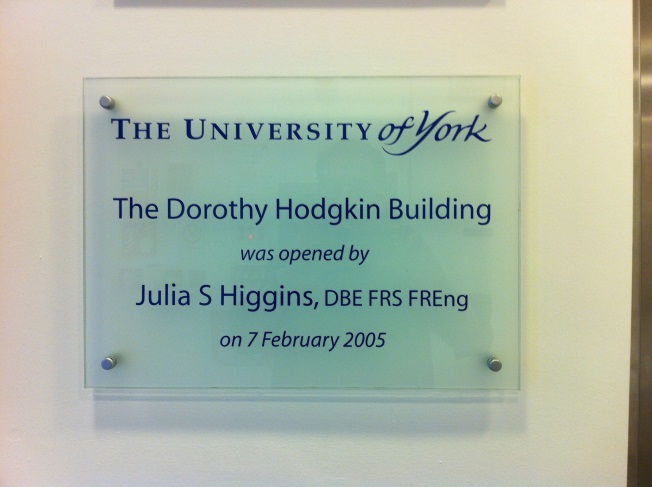 THE UNIVERSITY of York
The Dorothy Hodgkin Building
was opened by
Julia S Higgins, DBE FRS FREng
on 7 February 2005